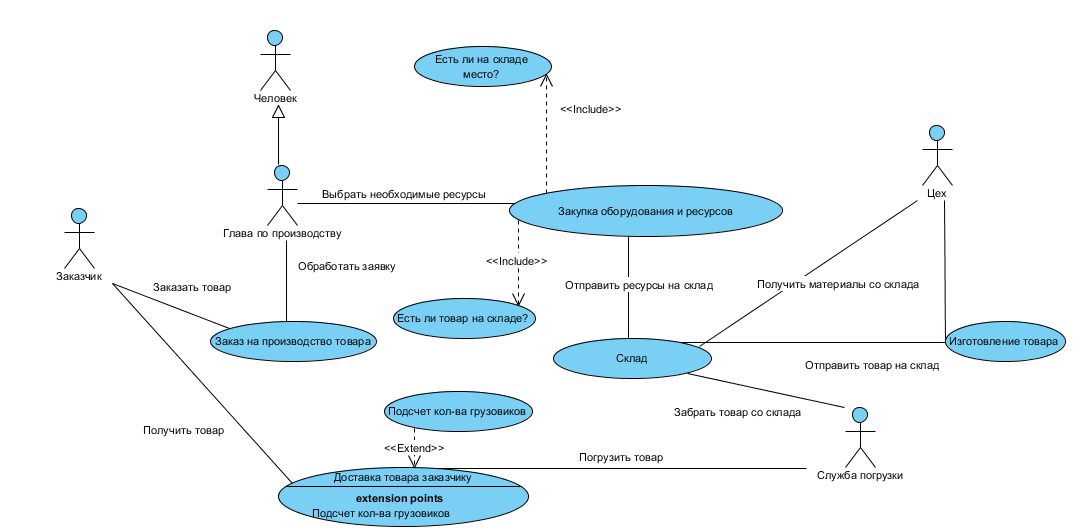 Человек
Есть ли на складе
место?
<<Include>>
Цех
Выбрать необходимые ресурсы
Закупка оборудования и ресурсов
Глава по производству
Заказчик
<<Include>>
Обработать заявку
Заказать товар
Отправить ресурсы на склад
Получить материалы со склада
Есть ли товар на складе?
Заказ на производство товара
Склад
Изготовление товара
Отправить товар на склад
Подсчет кол-ва грузовиков
Забрать товар со склада
Получить товар
<<Extend>>
Погрузить товар
Служба погрузки
Доставка товара заказчику
extension points
Подсчет кол-ва грузовиков